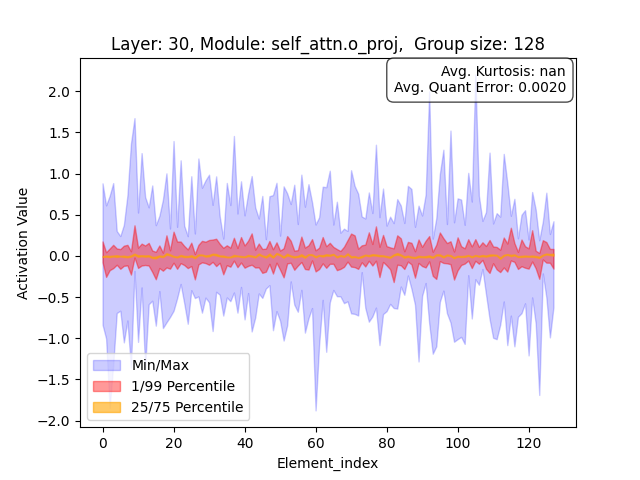 Layer: 30, Module: self_attn.o_proj,  Group size: 128
Avg. Kurtosis: nan
Avg. Quant Error: 0.0020
2.0
1.5
1.0
0.5
0.0
−0.5
−1.0
−1.5
−2.0
Activation Value
Min/Max
1/99 Percentile
25/75 Percentile
0 20 40 60 80 100 120
Element_index